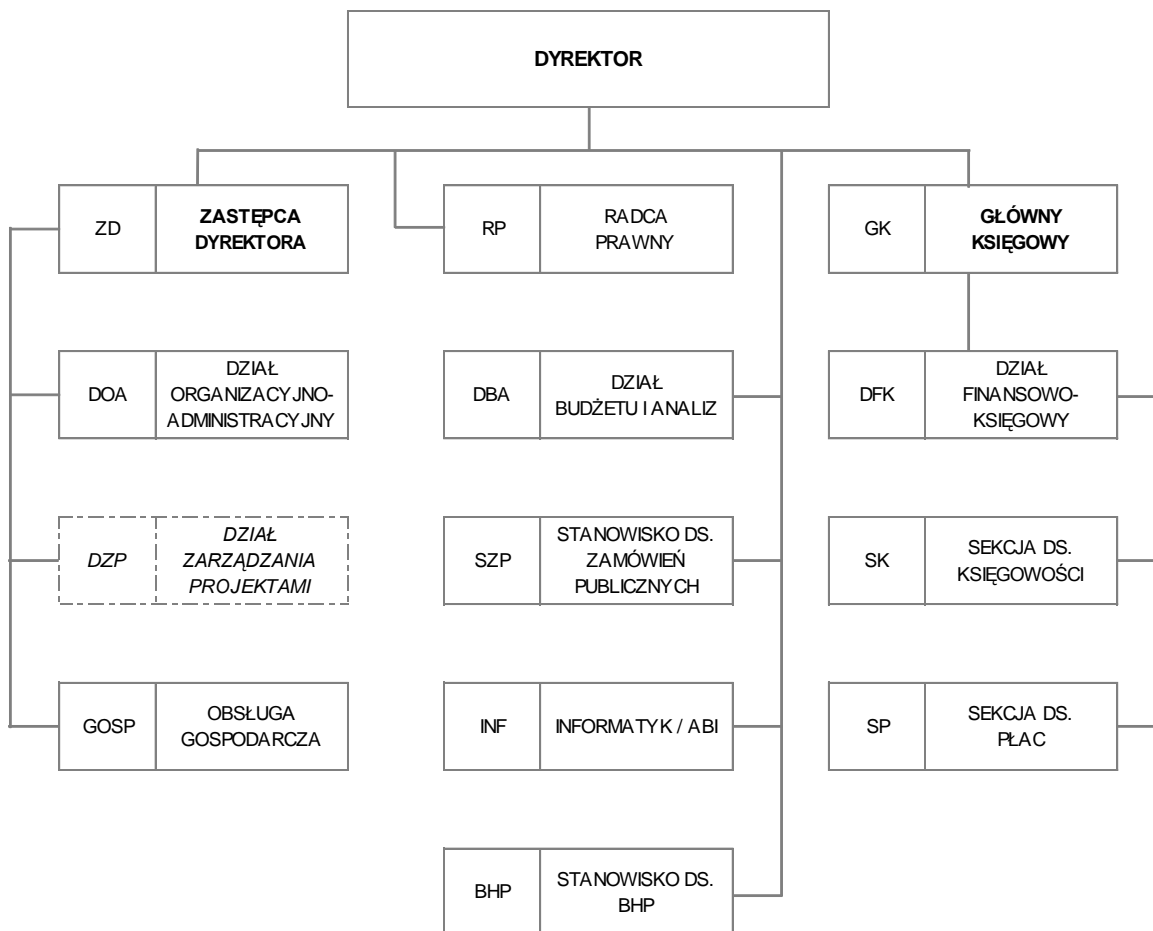 DYREKTOR
ZD
ZASTĘPCA
DYREKTORA
RP
RADCA
PRAWNY
GK
GŁÓWNY
KSIĘGOWY
DOA
DZIAŁ
ORGANIZACYJNO-
ADMINISTRACYJNY
DBA
DZIAŁ
BUDŻETU I ANALIZ
DFK
DZIAŁ
FINANSOWO-
KSIĘGOWY
DZP
DZIAŁ
ZARZĄDZANIA
PROJEKTAMI
SZP
STANOWISKO DS.
ZAMÓWIEŃ
PUBLICZNYCH
SK
SEKCJA DS.
KSIĘGOWOŚCI
GOSP
OBSŁUGA
GOSPODARCZA
INF
INFORMATYK / ABI
SP
SEKCJA DS.
PŁAC
BHP
STANOWISKO DS.
BHP